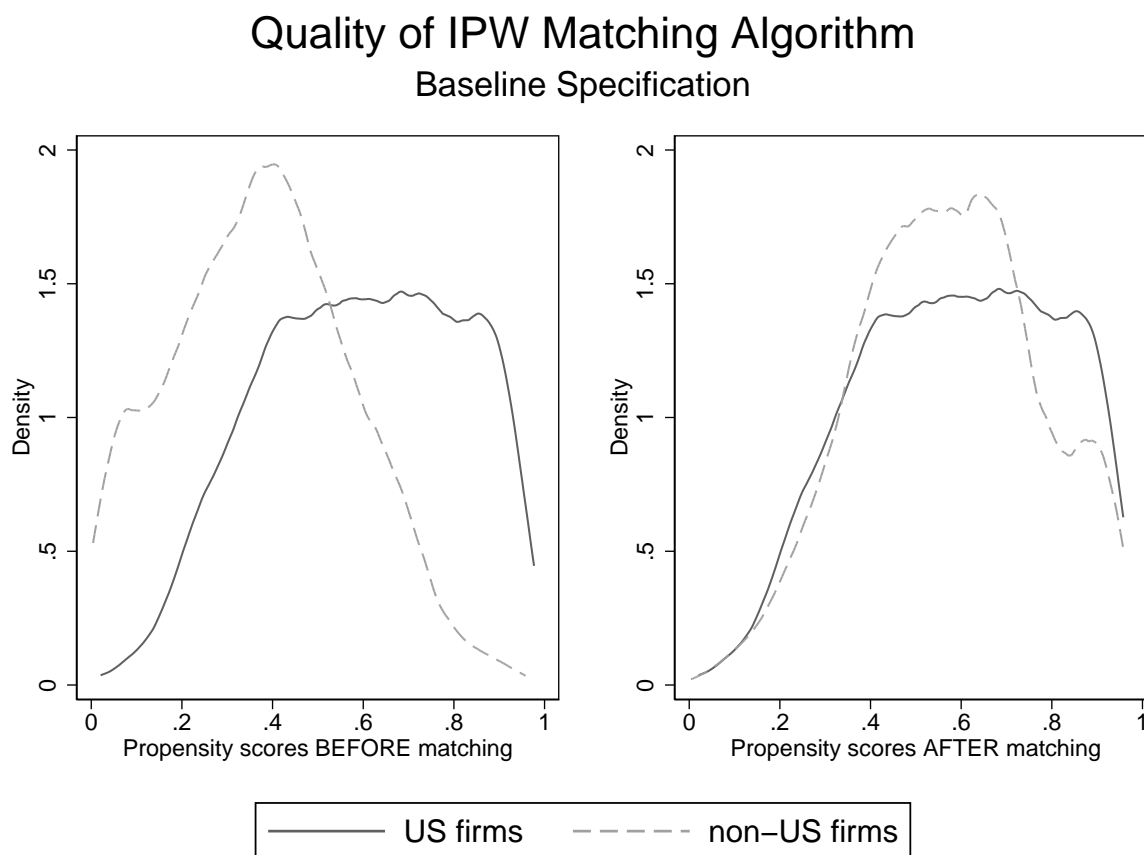 Quality of IPW Matching Algorithm
Baseline Specification
Density
0
.5
1
1.5
2
0 .2 .4 .6 .8 1
Propensity scores BEFORE matching
Density
0
.5
1
1.5
2
0 .2 .4 .6 .8 1
Propensity scores AFTER matching
US firms non−US firms